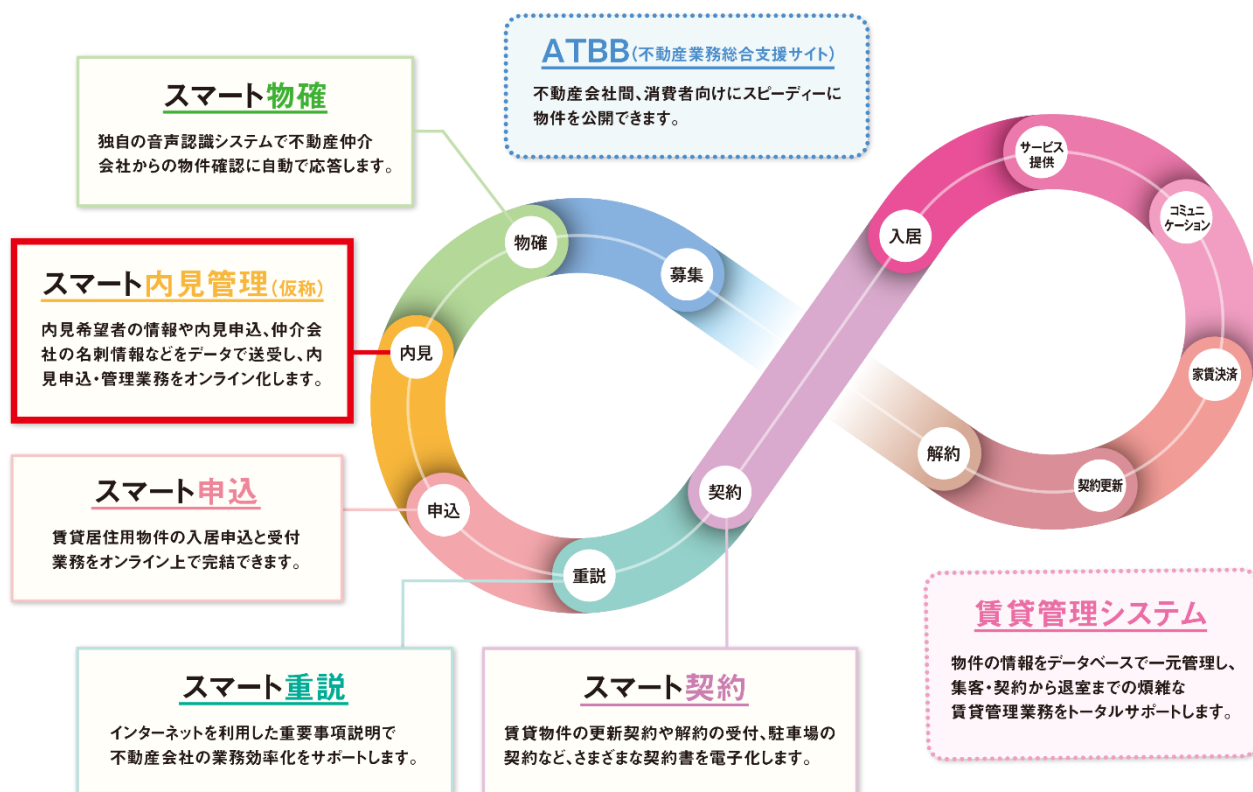 ATBB(不動産業務総合支援サイト)
不動産会社間、消費者向けにスピーディーに
物件を公開できます。
スマート物確
独自の音声認識システムで不動産仲介
会社からの物件確認に自動で応答します。
スマート内見管理(仮称)
内見希望者の情報や内見申込、仲介会
社の名刺情報などをデータで送受し、内
見申込・管理業務をオンライン化します。
スマート申込
賃貸居住用物件の入居申込と受付
業務をオンライン上で完結できます。
スマート重説
インターネットを利用した重要事項説明で
不動産会社の業務効率化をサポートします。
スマート契約
賃貸物件の更新契約や解約の受付、駐車場の
契約など、さまざまな契約書を電子化します。
賃貸管理システム
物件の情報をデータベースで一元管理し、
集客・契約から退室までの煩雑な
賃貸管理業務をトータルサポートします。
募集
物確
内見
申込
重説
契約
入居
サービス
提供
コミュニ
ケーション
家賃決済
契約更新
解約